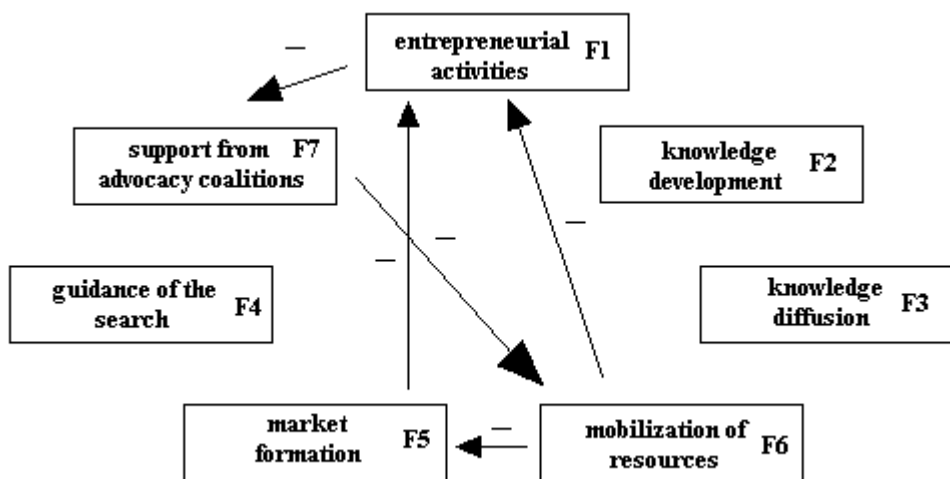 entrepreneurial F1
activities
–
support from F7
advocacy coalitions
knowledge F2
development
–
–
–
guidance of the
search F4
knowledge F3
diffusion
market
formation F5
–
mobilization of
resources F6